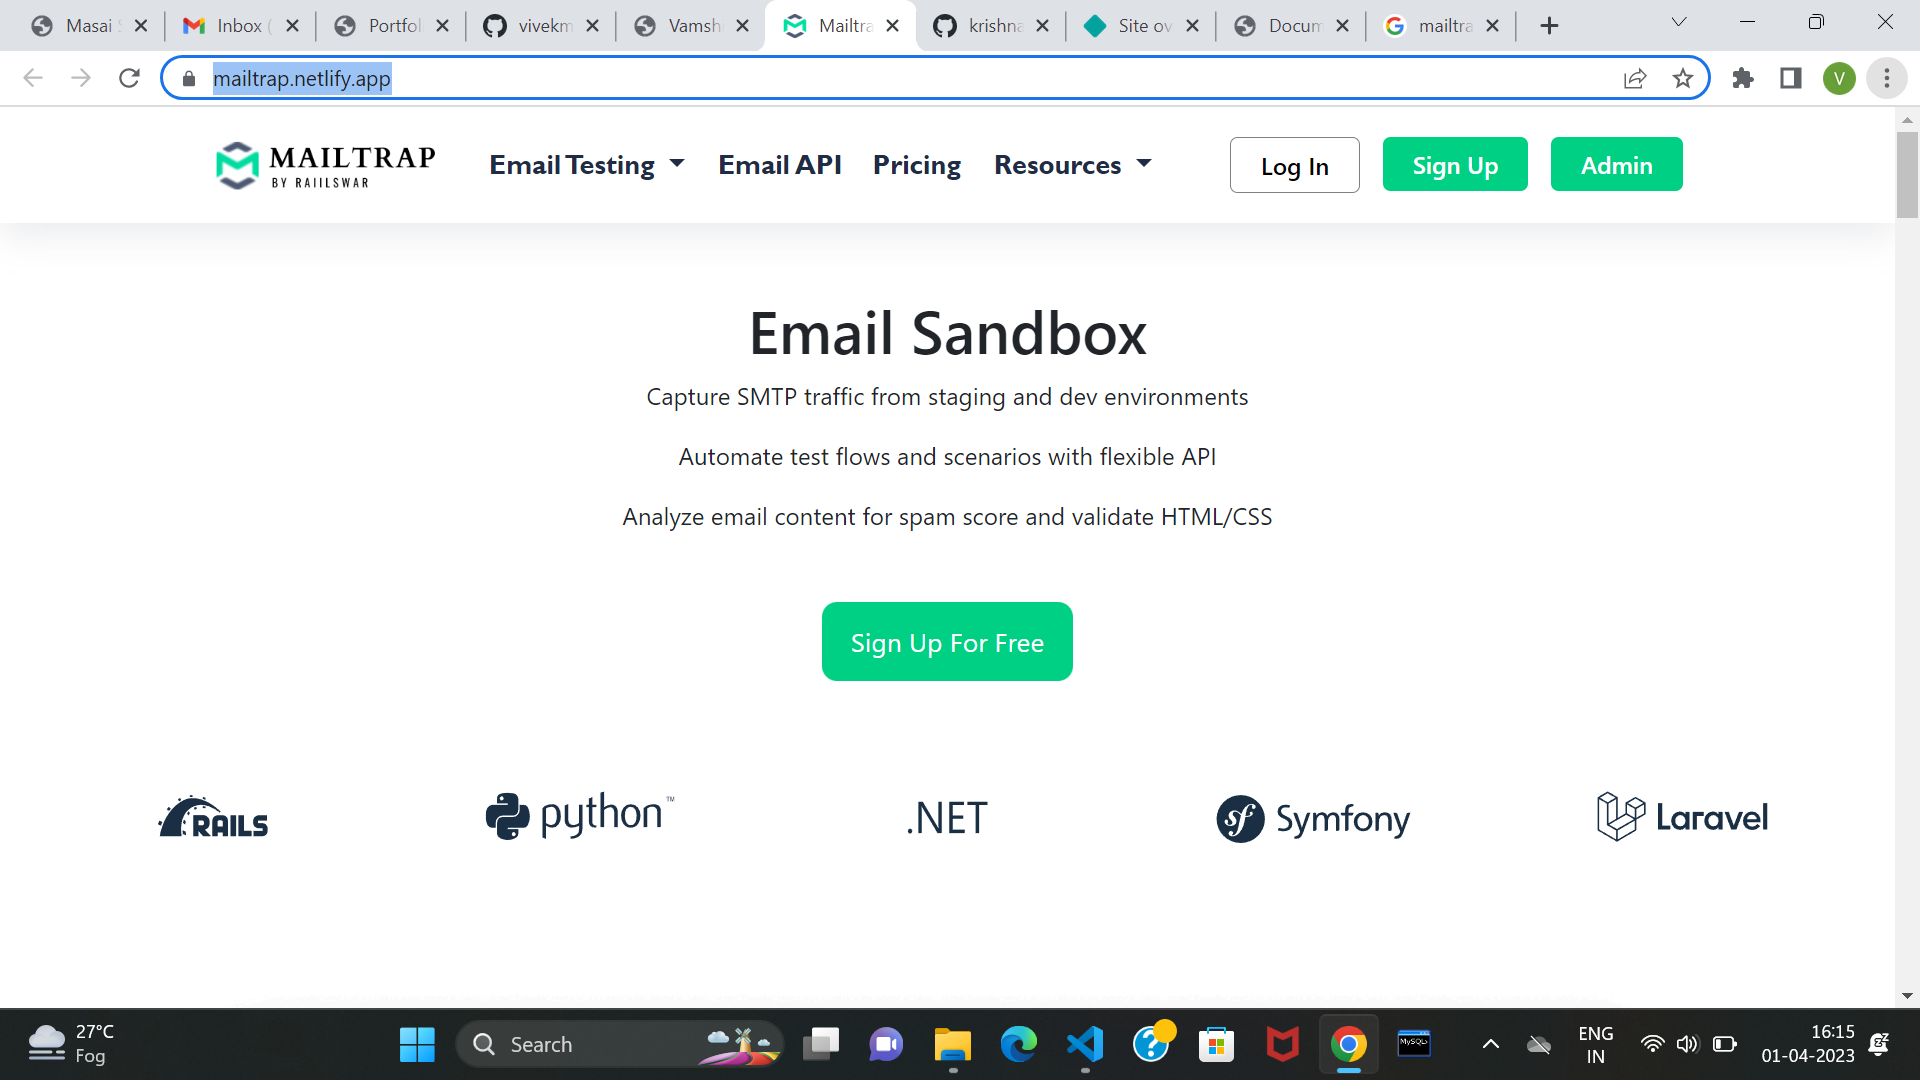 Masai S
Inbox (
Portfol
vivekm
Vamsh
Mailtra
krishna
Site ov
Docum
mailtra
mailtrap.netlify.app
V
MAILTRAP
BY RAIILSWAR
Email Testing
Email API
Pricing
Resources
Log In
Sign Up
Admin
Email Sandbox
Capture SMTP traffic from staging and dev environments
Automate test flows and scenarios with flexible API
Analyze email content for spam score and validate HTML/CSS
Sign Up For Free
RAILS
python™
.NET
sf Symfony
Laravel
27°C
Fog
Search
MySQL>
ENG
IN
16:15
01-04-2023